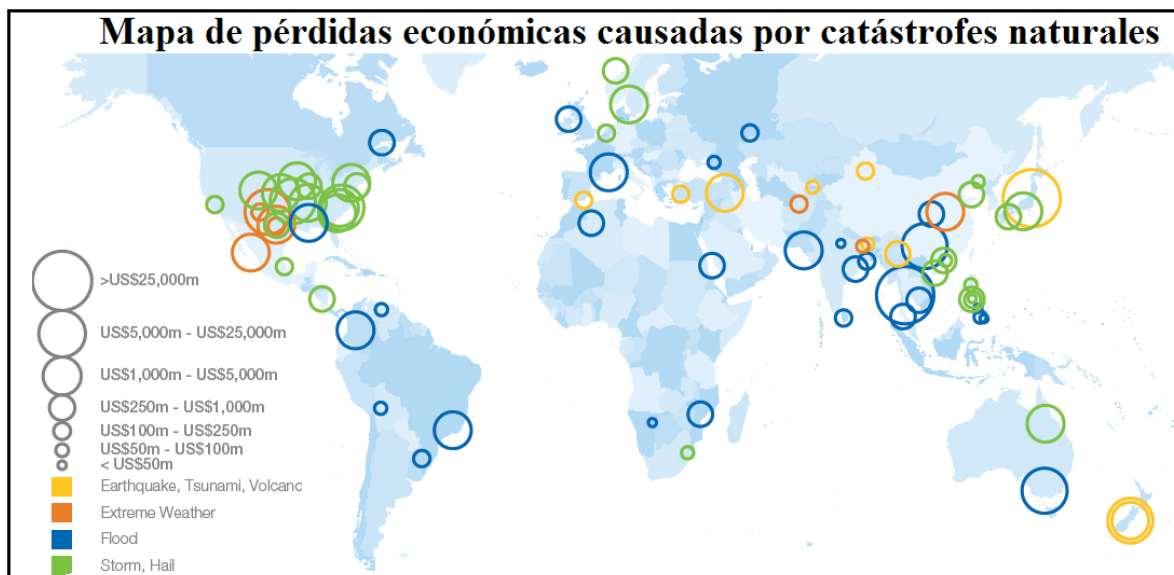 Mapa de pérdidas económicas causadas por catástrofes naturales
>US$25,000m
US$5,000m - US$25,000m
US$1,000m - US$5,000m
US$250m - US$1,000m
US$100m - US$250m
US$50m - US$100m
< US$50m
Earthquake, Tsunami, Volcano
Extreme Weather
Flood
Storm, Hail